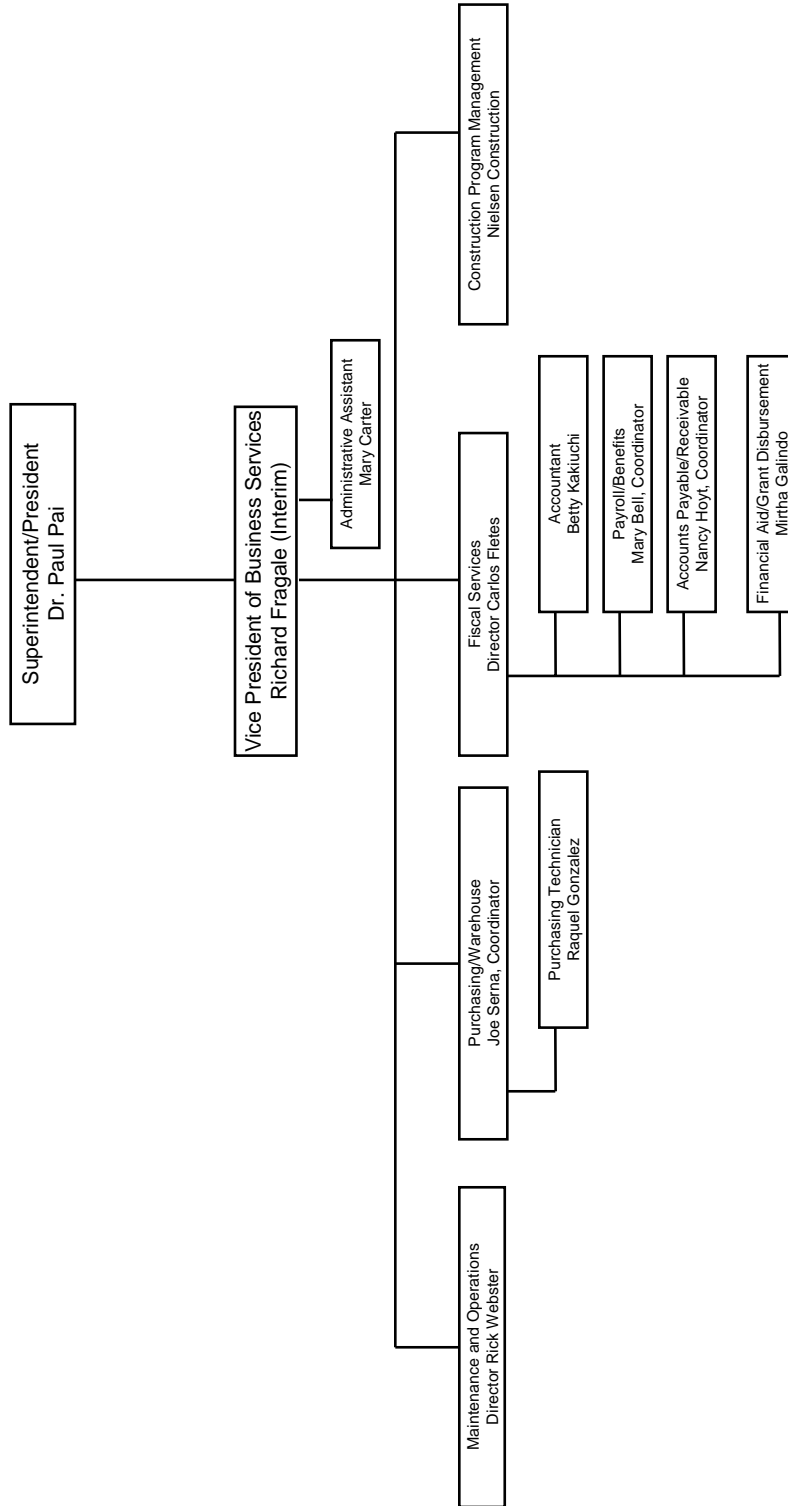 Superintendent/President
Dr. Paul Pai
Vice President of Business Services
Richard Fragale (Interim)
Administrative Assistant
Mary Carter
Maintenance and Operations
Director Rick Webster
Purchasing/Warehouse
Joe Serna, Coordinator
Purchasing Technician
Raquel Gonzalez
Fiscal Services
Director Carlos Fletes
Accountant
Betty Kakiuchi
Payroll/Benefits
Mary Bell, Coordinator
Accounts Payable/Receivable
Nancy Hoyt, Coordinator
Financial Aid/Grant Disbursement
Mirtha Galindo
Construction Program Management
Nielsen Construction